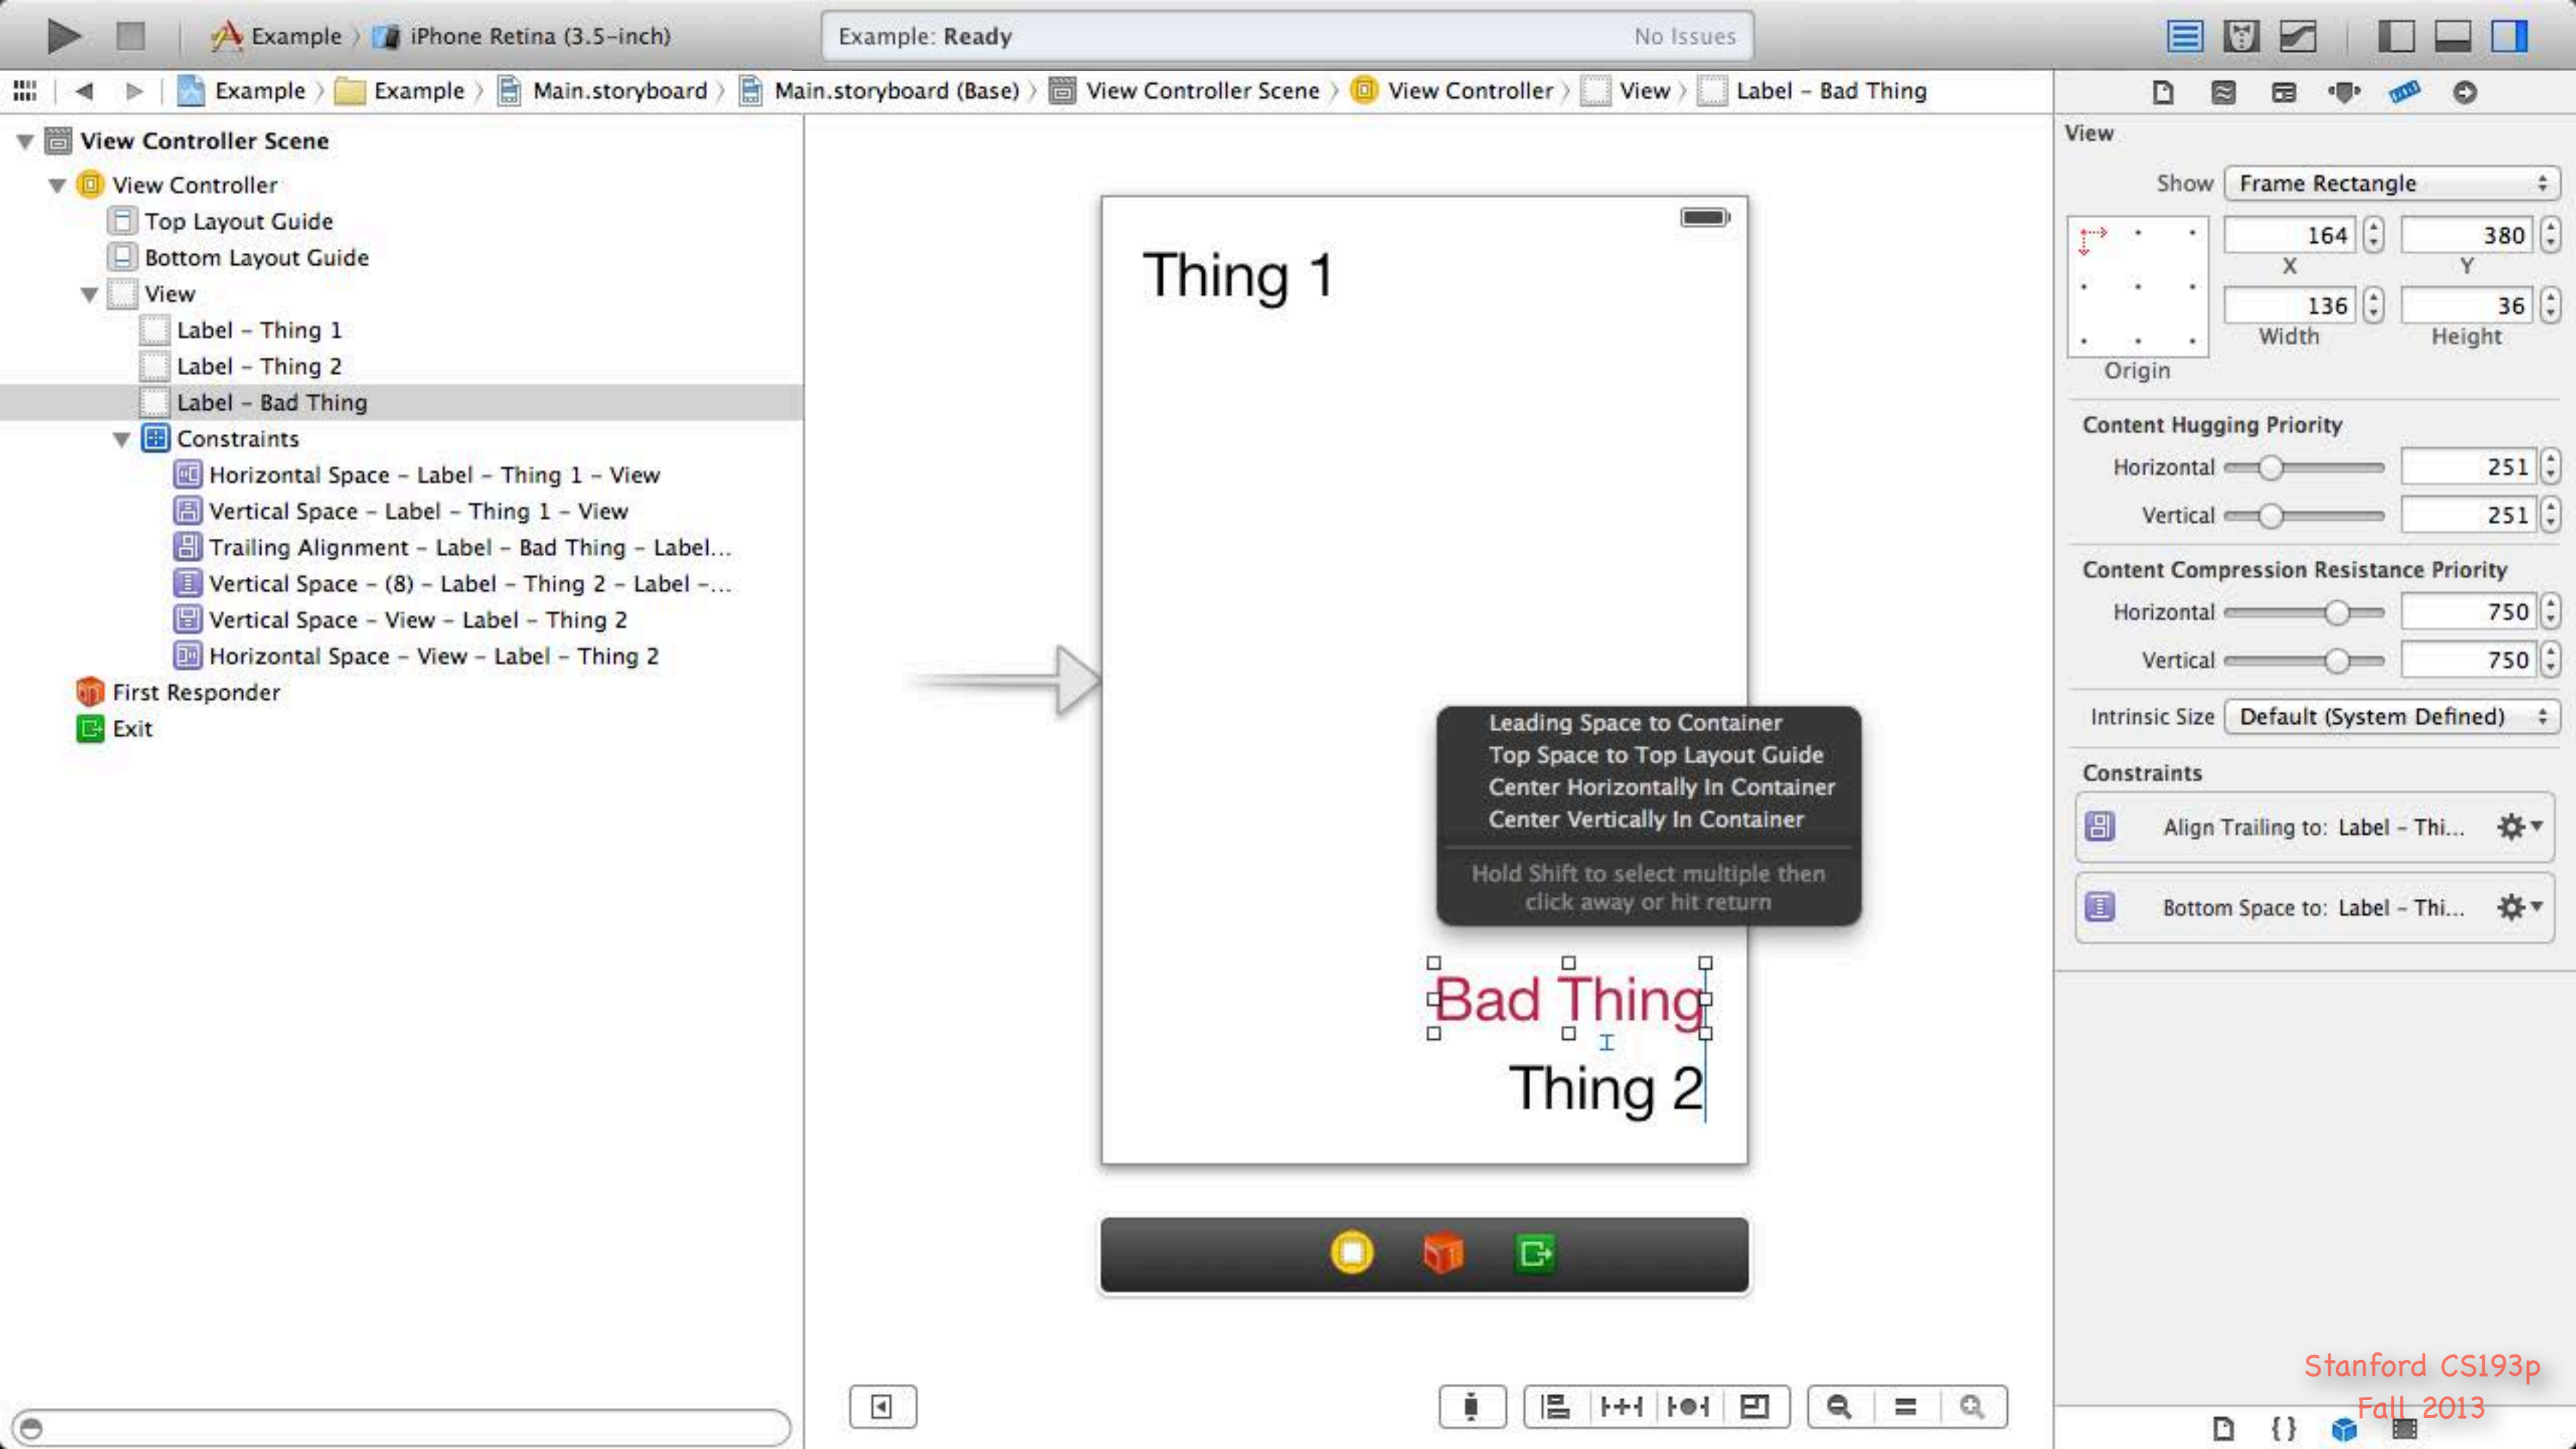 Example
iPhone Retina (3.5-inch)
Example: Ready
No Issues
Example
Example
Main.storyboard
Main.storyboard (Base)
View Controller Scene
View Controller
View
Label – Bad Thing
View Controller Scene
View Controller
Top Layout Guide
Bottom Layout Guide
View
Label – Thing 1
Label – Thing 2
Label – Bad Thing
Constraints
Horizontal Space – Label – Thing 1 – View
Vertical Space – Label – Thing 1 – View
Trailing Alignment – Label – Bad Thing – Label...
Vertical Space – (8) – Label – Thing 2 – Label –...
Vertical Space – View – Label – Thing 2
Horizontal Space – View – Label – Thing 2
First Responder
Exit
Thing 1
Leading Space to Container
Top Space to Top Layout Guide
Center Horizontally In Container
Center Vertically In Container
Hold Shift to select multiple then
click away or hit return
Bad Thing
Thing 2
View
Show Frame Rectangle
164 380
X Y
136 36
Width Height
Origin
Content Hugging Priority
Horizontal 251
Vertical 251
Content Compression Resistance Priority
Horizontal 750
Vertical 750
Intrinsic Size Default (System Defined)
Constraints
Align Trailing to: Label – Thi...
Bottom Space to: Label – Thi...
Stanford CS193p
Fall 2013